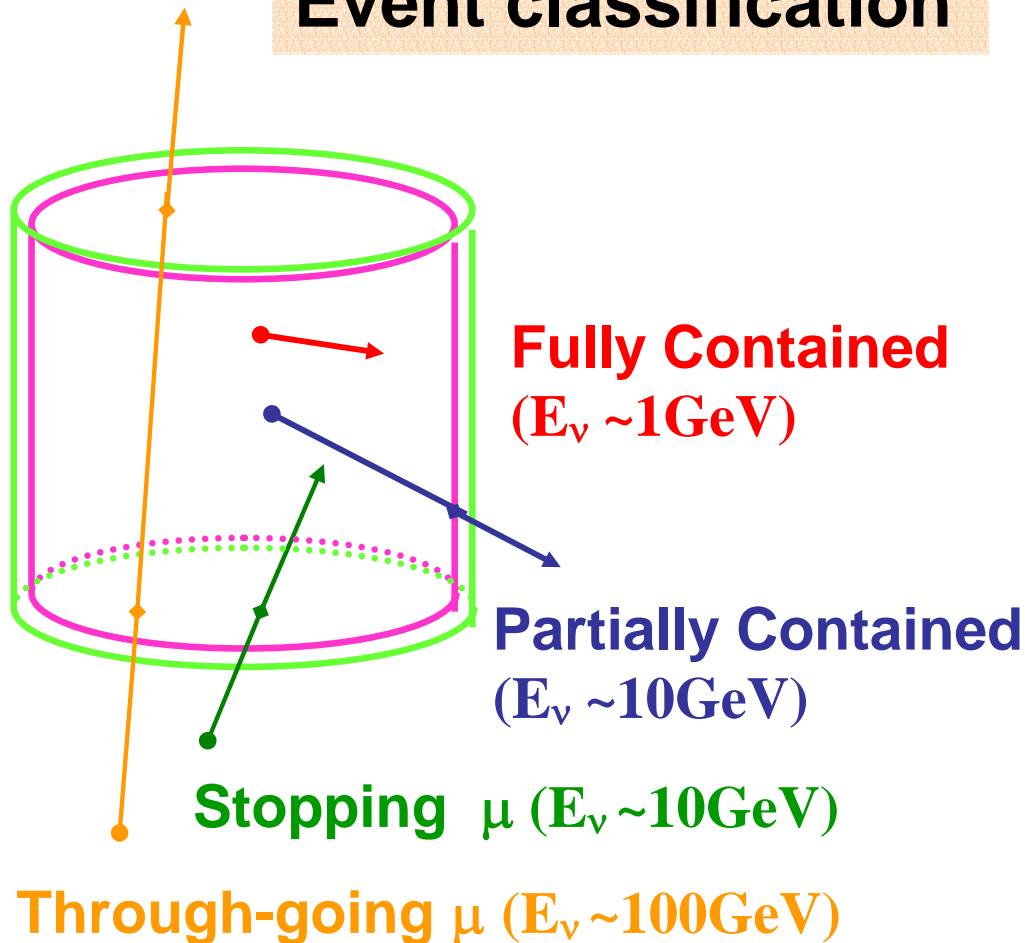 Event classification
Fully Contained
(Eν ~1GeV)
Partially Contained
(Eν ~10GeV)
Stopping μ (Eν ~10GeV)
Through-going μ (Eν ~100GeV)